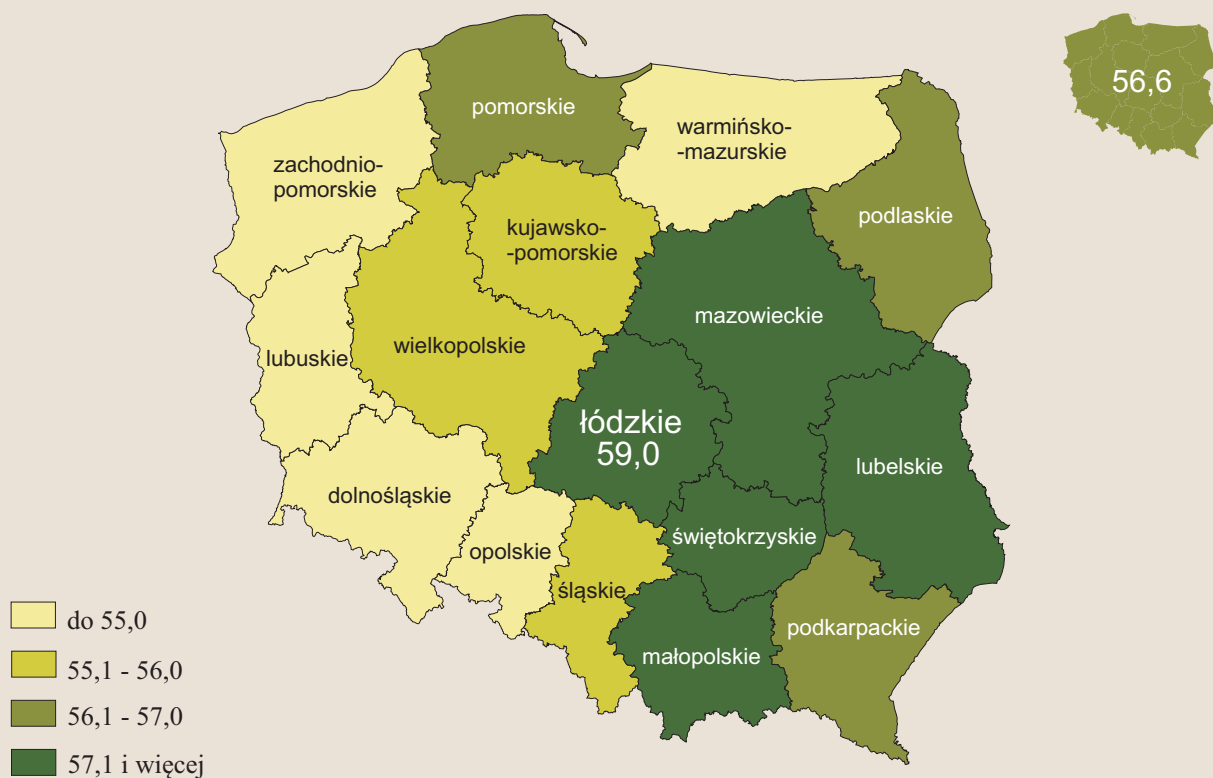 56,6
pomorskie
warmińsko-
-mazurskie
zachodnio-
pomorskie
podlaskie
kujawsko-
-pomorskie
mazowieckie
wielkopolskie
lubuskie
łódzkie
59,0
lubelskie
dolnośląskie
świętokrzyskie
opolskie
śląskie
podkarpackie
małopolskie
do 55,0
55,1 - 56,0
56,1 - 57,0
57,1 i więcej